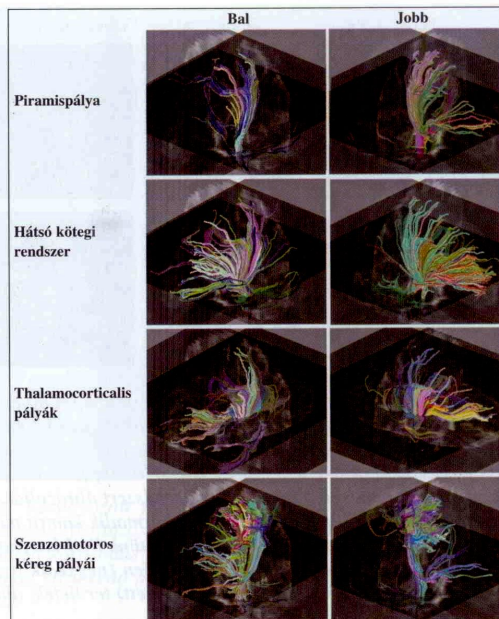 Bal
Jobb
Piramispálya
Hátsó kötegi
rendszer
Thalamocorticalis
pályák
Szenzomotoros
kéreg pályái